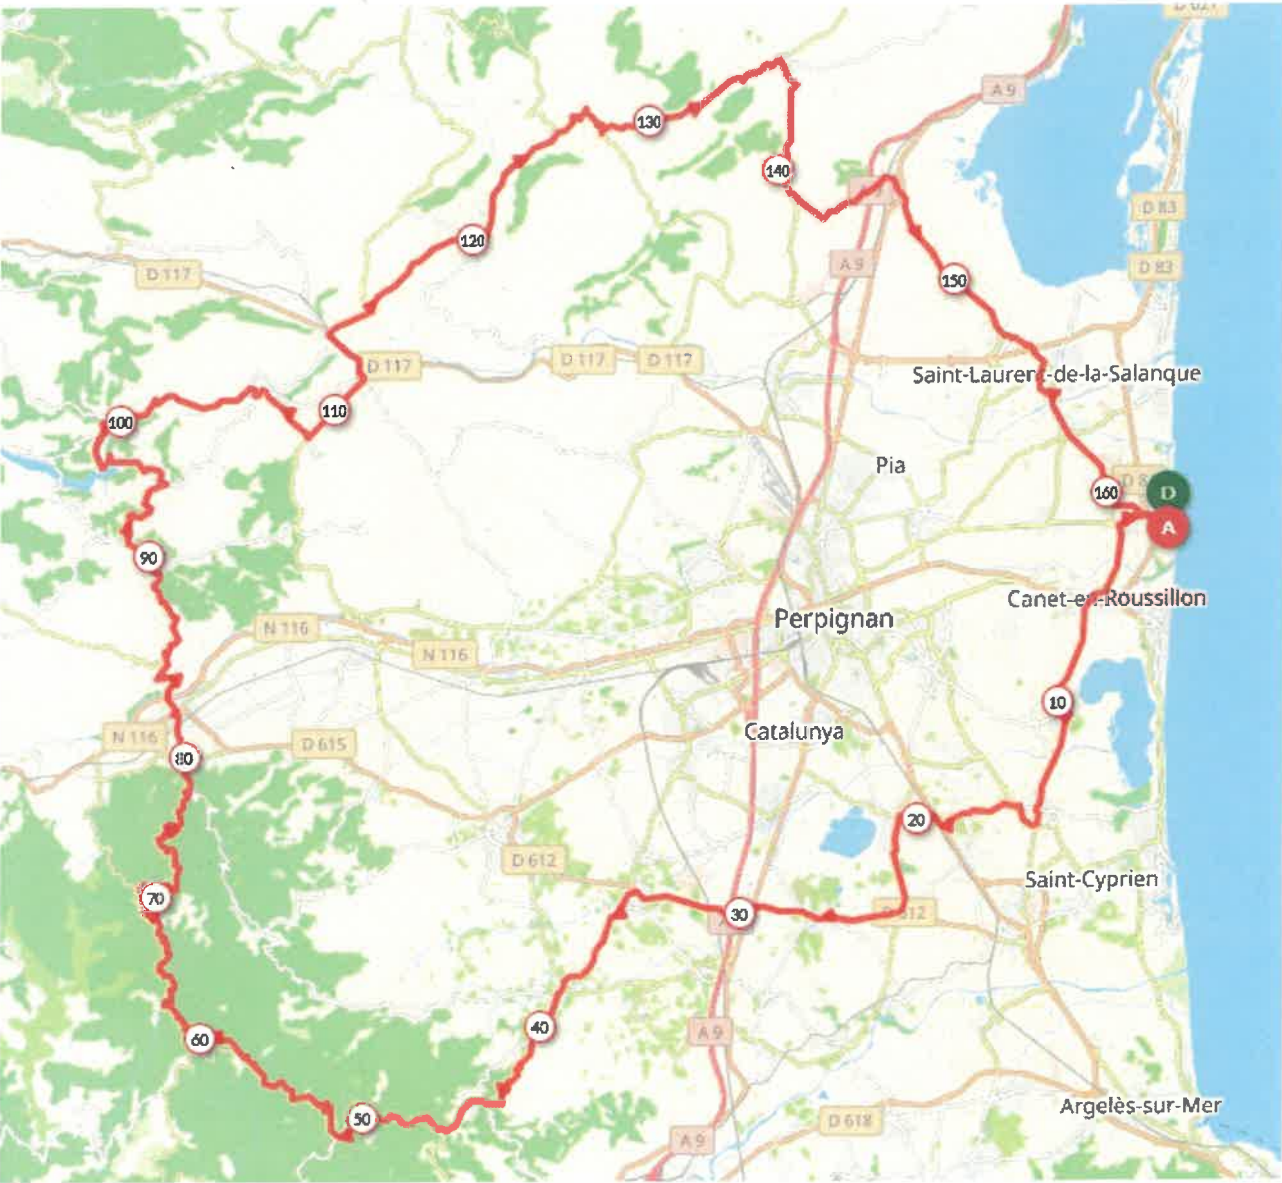 A 9
130
140
D 83
120
A 9
D 83
D 117
150
D 117
D 117
D 117
Saint-Laurent-de-la-Salanque
110
100
Pia
160
D
A
90
Canet-en-Roussillon
Perpignan
N 116
N 116
10
Catalunya
N 116
D 615
80
20
D 612
Saint-Cyprien
70
30
40
A 9
60
Argelès-sur-Mer
50
D 618
A 9